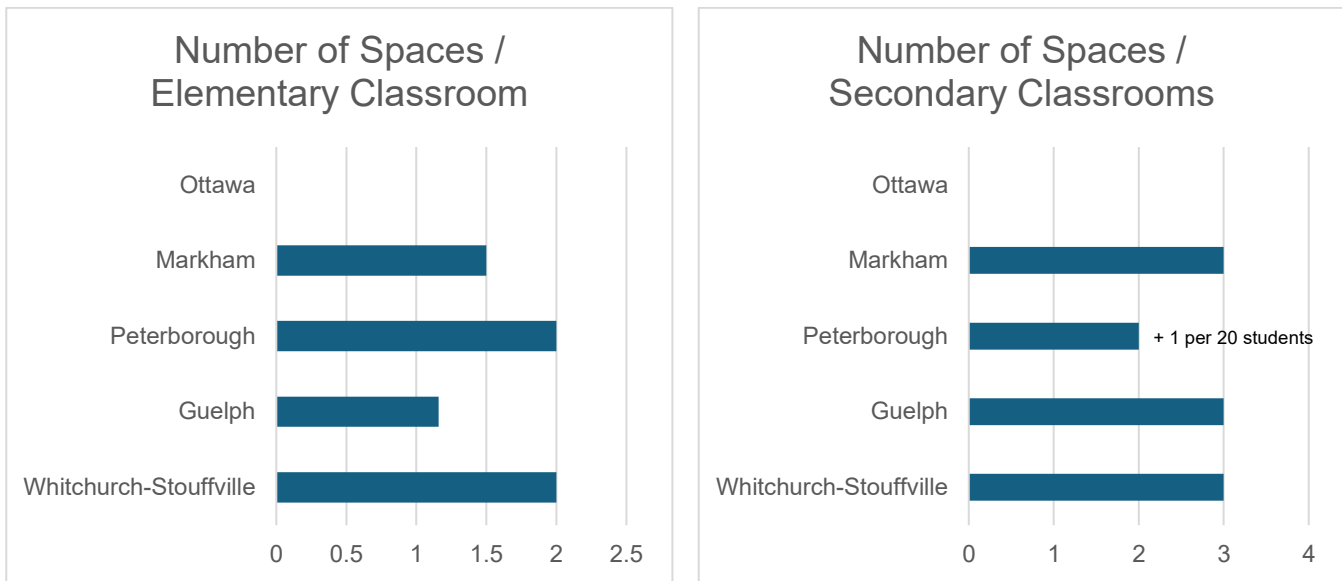 Number of Spaces /
Elementary Classroom
Ottawa
Markham
Peterborough
Guelph
Whitchurch-Stouffville
0 0.5 1 1.5 2 2.5
Number of Spaces /
Secondary Classrooms
Ottawa
Markham
Peterborough + 1 per 20 students
Guelph
Whitchurch-Stouffville
0 1 2 3 4